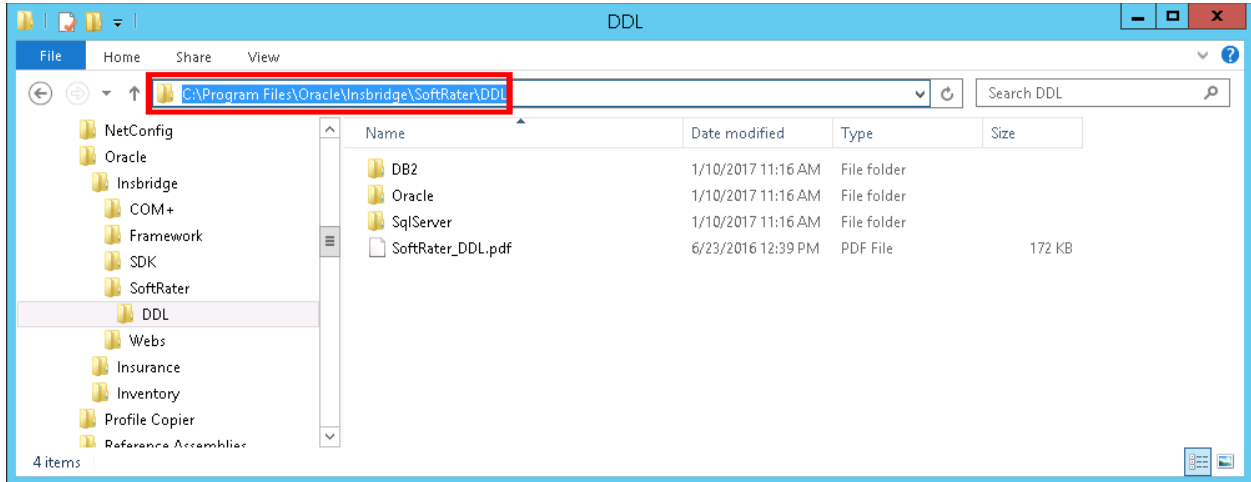 DDL
File Home Share View
C:\Program Files\Oracle\Insbridge\SoftRater\DDL
Search DDL
NetConfig
Oracle
Insbridge
COM+
Framework
SDK
SoftRater
DDL
Webs
Insurance
Inventory
Profile Copier
Reference Assemblies
Name Date modified Type Size
DB2 1/10/2017 11:16 AM File folder
Oracle 1/10/2017 11:16 AM File folder
SqlServer 1/10/2017 11:16 AM File folder
SoftRater_DDL.pdf 6/23/2016 12:39 PM PDF File 172 KB
4 items